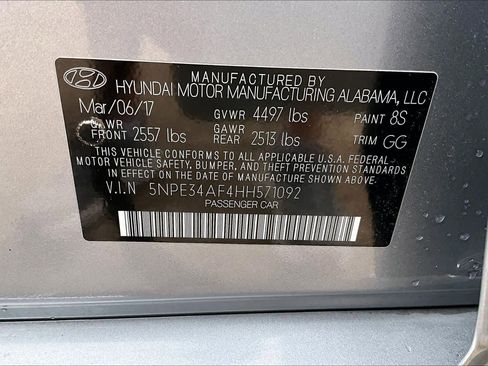 MANUFACTURED BY
HYUNDAI MOTOR MANUFACTURING ALABAMA, LLC
Mar/06/17 GVWR 4497 lbs PAINT 8S
GAWR FRONT 2557 lbs GAWR REAR 2513 lbs TRIM GG
THIS VEHICLE CONFORMS TO ALL APPLICABLE U.S.A. FEDERAL
MOTOR VEHICLE SAFETY, BUMPER, AND THEFT PREVENTION STANDARDS
IN EFFECT ON THE DATE OF MANUFACTURE SHOWN ABOVE.
V.I.N 5NPE34AF4HH571092
PASSENGER CAR